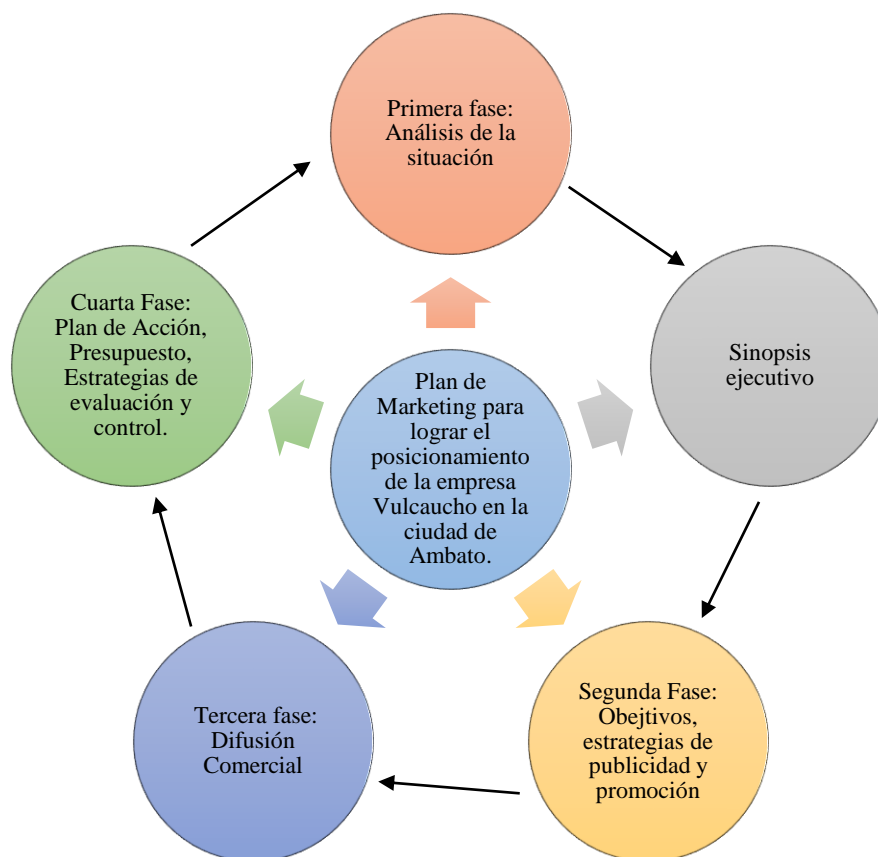 Primera fase:
Análisis de la
situación
Sinopsis
ejecutivo
Segunda Fase:
Obejtivos,
estrategias de
publicidad y
promoción
Tercera fase:
Difusión
Comercial
Cuarta Fase:
Plan de Acción,
Presupuesto,
Estrategias de
evaluación y
control.
Plan de
Marketing para
lograr el
posicionamiento
de la empresa
Vulcaucho en la
ciudad de
Ambato.